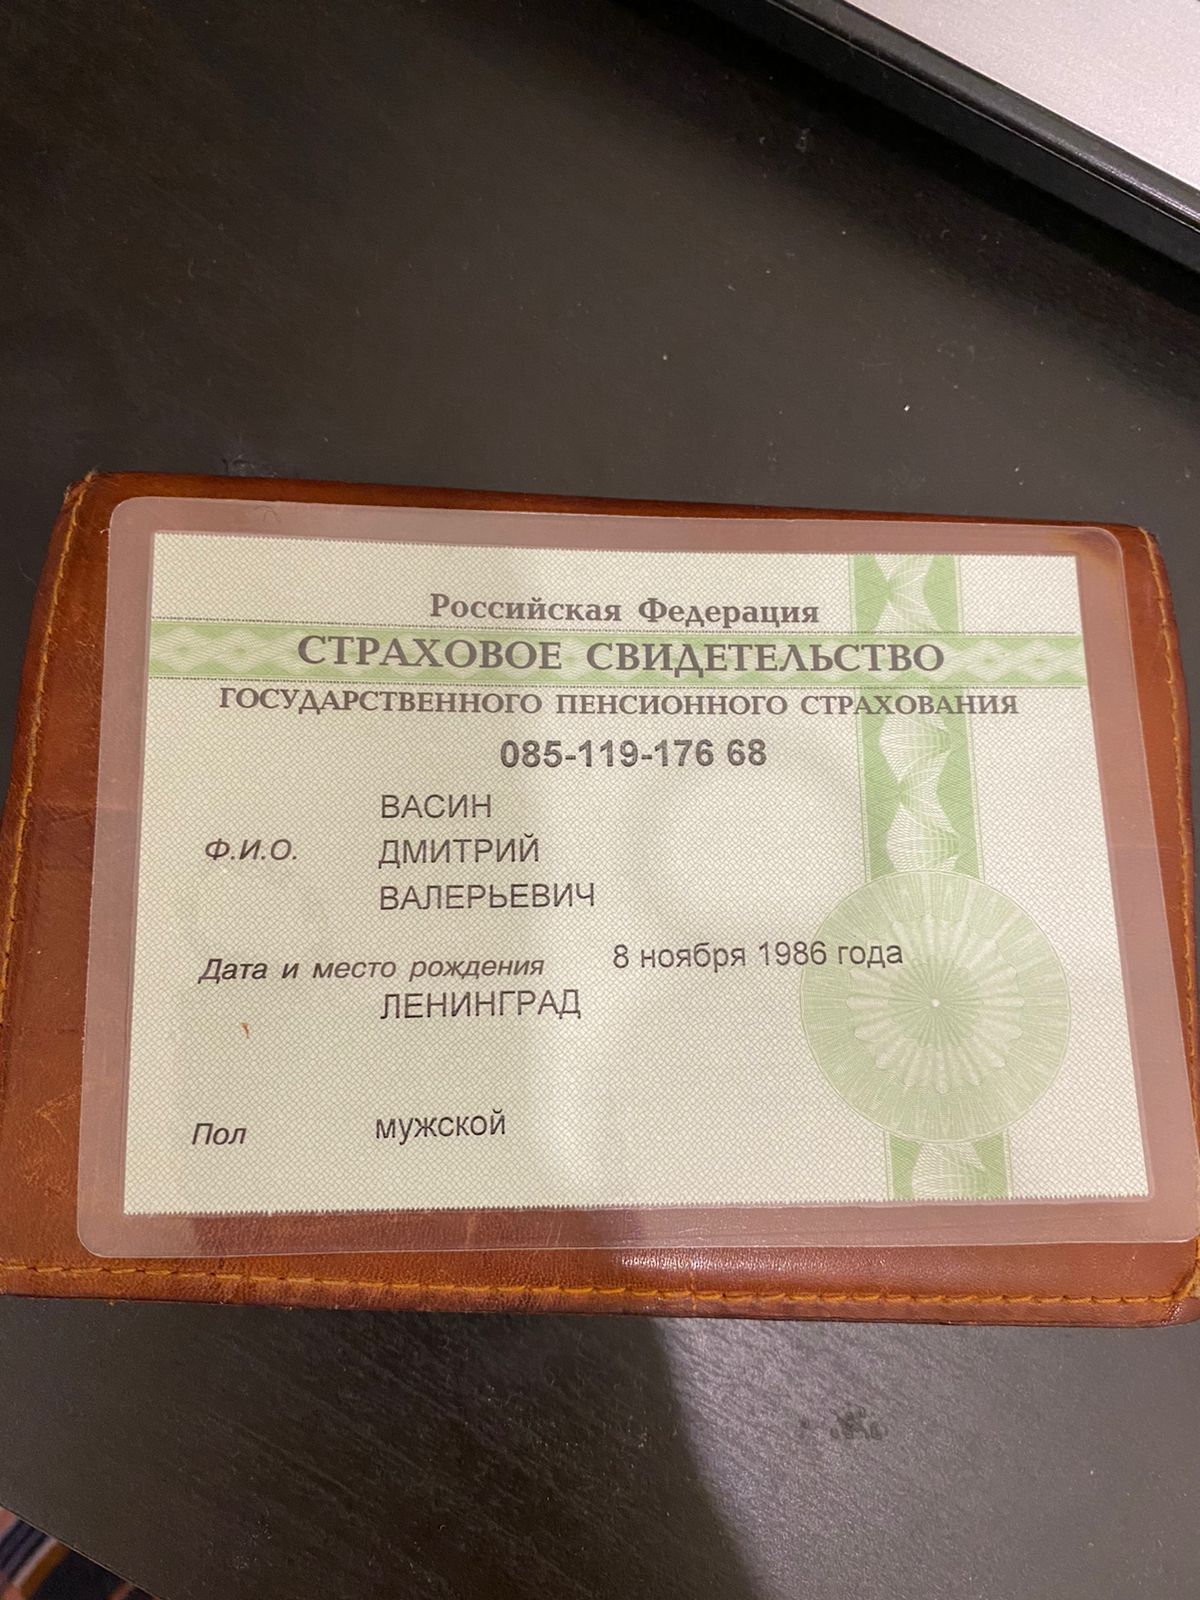 Российская Федерация
СТРАХОВОЕ СВИДЕТЕЛЬСТВО
ГОСУДАРСТВЕННОГО ПЕНСИОННОГО СТРАХОВАНИЯ
085-119-176 68
ВАСИН
Ф.И.О. ДМИТРИЙ
ВАЛЕРЬЕВИЧ
Дата и место рождения 8 ноября 1986 года
ЛЕНИНГРАД
Пол мужской